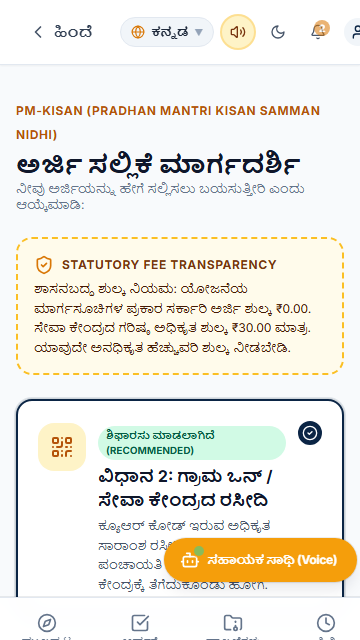 ಹಿಂದೆ
ಕನ್ನಡ ▼
PM-KISAN (PRADHAN MANTRI KISAN SAMMAN
NIDHI)
ಅರ್ಜಿ ಸಲ್ಲಿಕೆ ಮಾರ್ಗದರ್ಶಿ
ನೀವು ಅರ್ಜಿಯನ್ನು ಹೇಗೆ ಸಲ್ಲಿಸಲು ಬಯಸುತ್ತೀರಿ ಎಂದು
ಆಯ್ಕೆಮಾಡಿ:
STATUTORY FEE TRANSPARENCY
ಶಾಸನಬದ್ಧ ಶುಲ್ಕ ನಿಯಮ: ಯೋಜನೆಯ
ಮಾರ್ಗಸೂಚಿಗಳ ಪ್ರಕಾರ ಸರ್ಕಾರಿ ಅರ್ಜಿ ಶುಲ್ಕ ₹0.00.
ಸೇವಾ ಕೇಂದ್ರದ ಗರಿಷ್ಠ ಅಧಿಕೃತ ಶುಲ್ಕ ₹30.00 ಮಾತ್ರ.
ಯಾವುದೇ ಅನಧಿಕೃತ ಹೆಚ್ಚುವರಿ ಶುಲ್ಕ ನೀಡಬೇಡಿ.
ಶಿಫಾರಸು ಮಾಡಲಾಗಿದೆ
(RECOMMENDED)
ವಿಧಾನ 2: ಗ್ರಾಮ ಒನ್ /
ಸೇವಾ ಕೇಂದ್ರದ ರಸೀದಿ
ಕ್ಯೂಆರ್ ಕೋಡ್ ಇರುವ ಅಧಿಕೃತ
ಸಾರಾಂಶ
ಪಂಚಾಯತಿ
ಸಹಾಯಕ ಸಾಥಿ (Voice)
ಕೇಂದ್ರಕ್ಕೆ ತೆಗೆದುಕೊಂಡು ಹೋಗಿ.